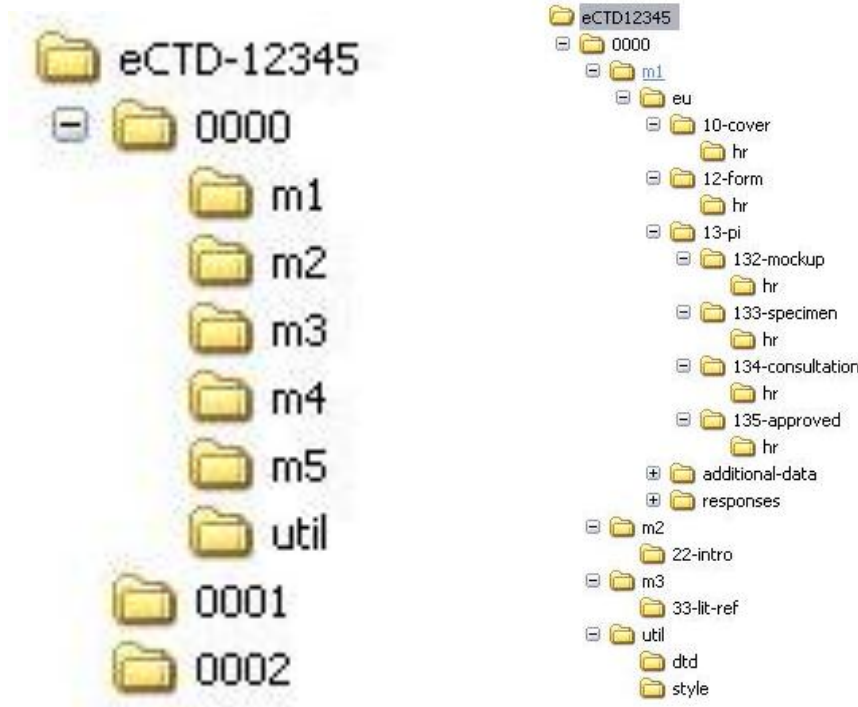 eCTD-12345
0000
m1
m2
m3
m4
m5
util
0001
0002
eCTD12345
0000
m1
eu
10-cover
hr
12-form
hr
13-pi
132-mockup
hr
133-specimen
hr
134-consultation
hr
135-approved
hr
additional-data
responses
m2
22-intro
m3
33-lit-ref
util
dtd
style